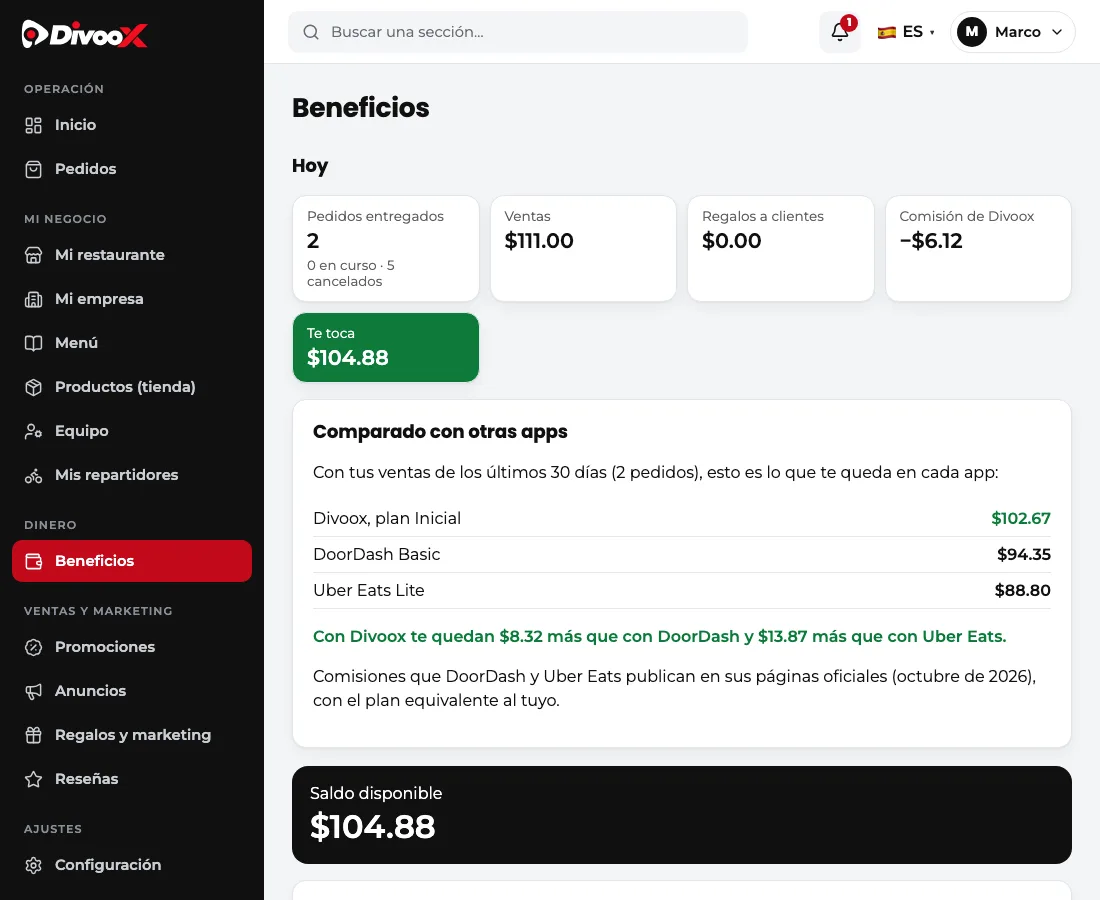 DivooX
OPERACIÓN
Inicio
Pedidos
MI NEGOCIO
Mi restaurante
Mi empresa
Menú
Productos (tienda)
Equipo
Mis repartidores
DINERO
Beneficios
VENTAS Y MARKETING
Promociones
Anuncios
Regalos y marketing
Reseñas
AJUSTES
Configuración
Buscar una sección...
1
ES
M
Marco
Beneficios
Hoy
Pedidos entregados
2
0 en curso · 5
cancelados
Ventas
$111.00
Regalos a clientes
$0.00
Comisión de Divoox
−$6.12
Te toca
$104.88
Comparado con otras apps
Con tus ventas de los últimos 30 días (2 pedidos), esto es lo que te queda en cada app:
Divoox, plan Inicial $102.67
DoorDash Basic $94.35
Uber Eats Lite $88.80
Con Divoox te quedan $8.32 más que con DoorDash y $13.87 más que con Uber Eats.
Comisiones que DoorDash y Uber Eats publican en sus páginas oficiales (octubre de 2026),
con el plan equivalente al tuyo.
Saldo disponible
$104.88